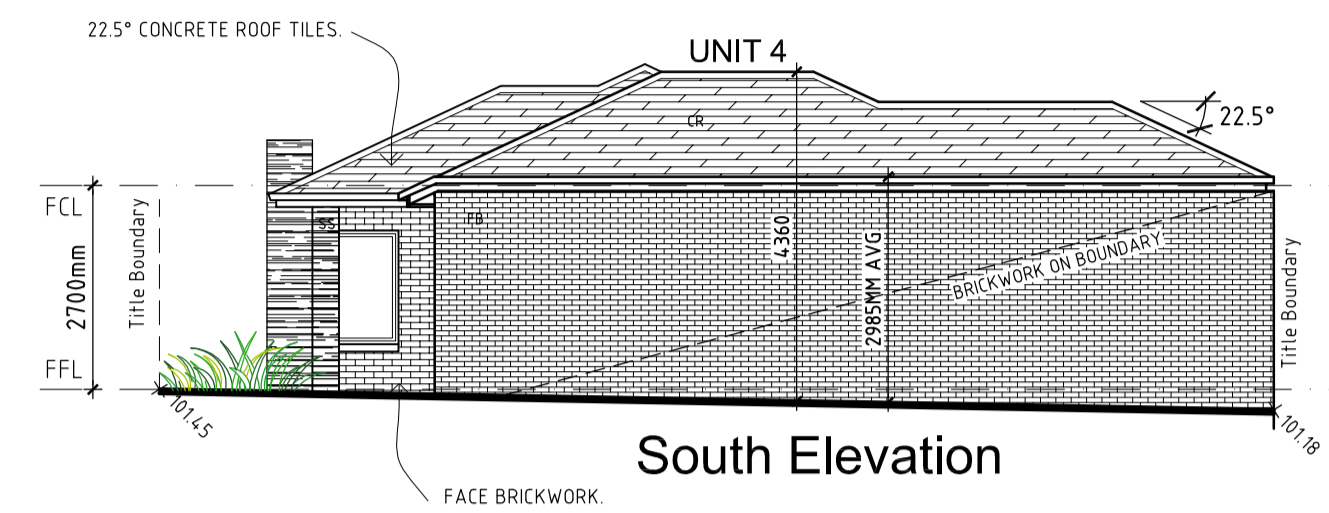 22.5° CONCRETE ROOF TILES.
UNIT 4
CR
22.5°
FCL
Title Boundary
SS
FB
4360
2985MM AVG
BRICKWORK ON BOUNDARY
Title Boundary
2700mm
FFL
101.45
101.18
South Elevation
FACE BRICKWORK.